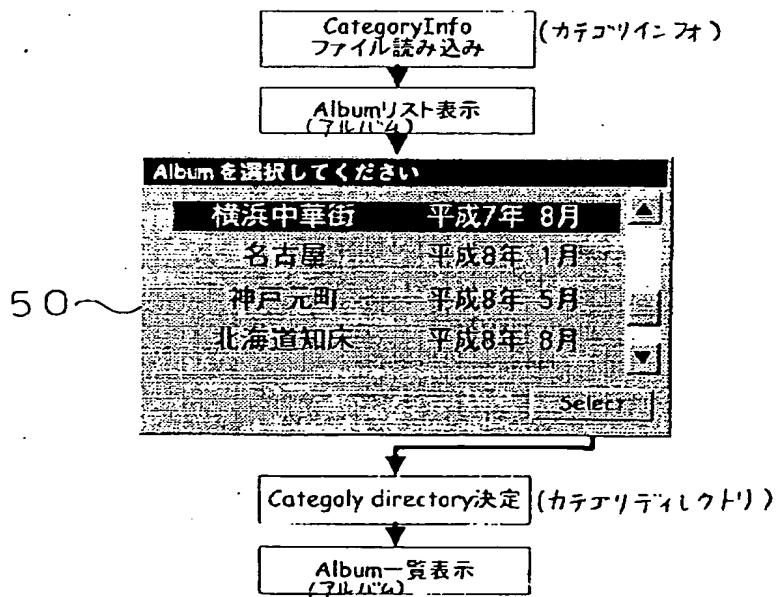 CategoryInfo
ファイル読み込み
(カテゴリインフォ)
Albumリスト表示
(アルバム)
Albumを選択してください
横浜中華街 平成7年 8月
名古屋 平成8年 1月
神戸元町 平成8年 5月
北海道知床 平成8年 8月
50
Select
Categoly directory決定
(カテゴリディレクトリ)
Album一覧表示
(アルバム)